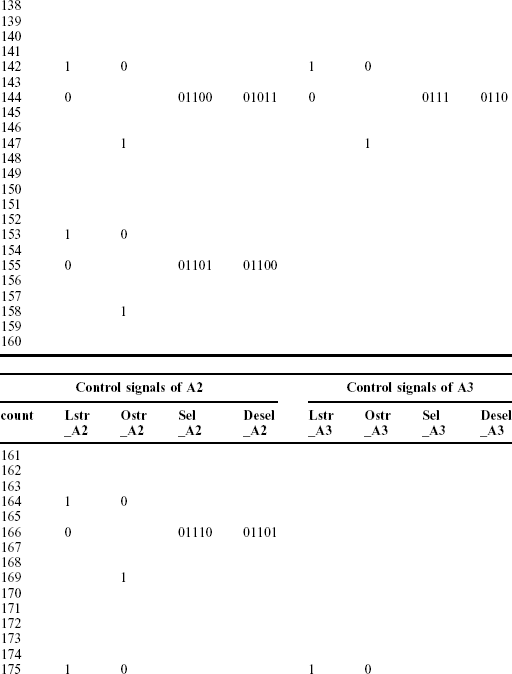 138
139
140
141
142 1 0 1 0
143
144 0 01100 01011 0 0111 0110
145
146
147 1 1
148
149
150
151
152
153 1 0
154
155 0 01101 01100
156
157
158 1
159
160
Control signals of A2 Control signals of A3
count Lstr Ostr Sel Desel Lstr Ostr Sel Desel
_A2 _A2 _A2 _A2 _A3 _A3 _A3 _A3
161
162
163
164 1 0
165
166 0 01110 01101
167
168
169 1
170
171
172
173
174
175 1 0 1 0